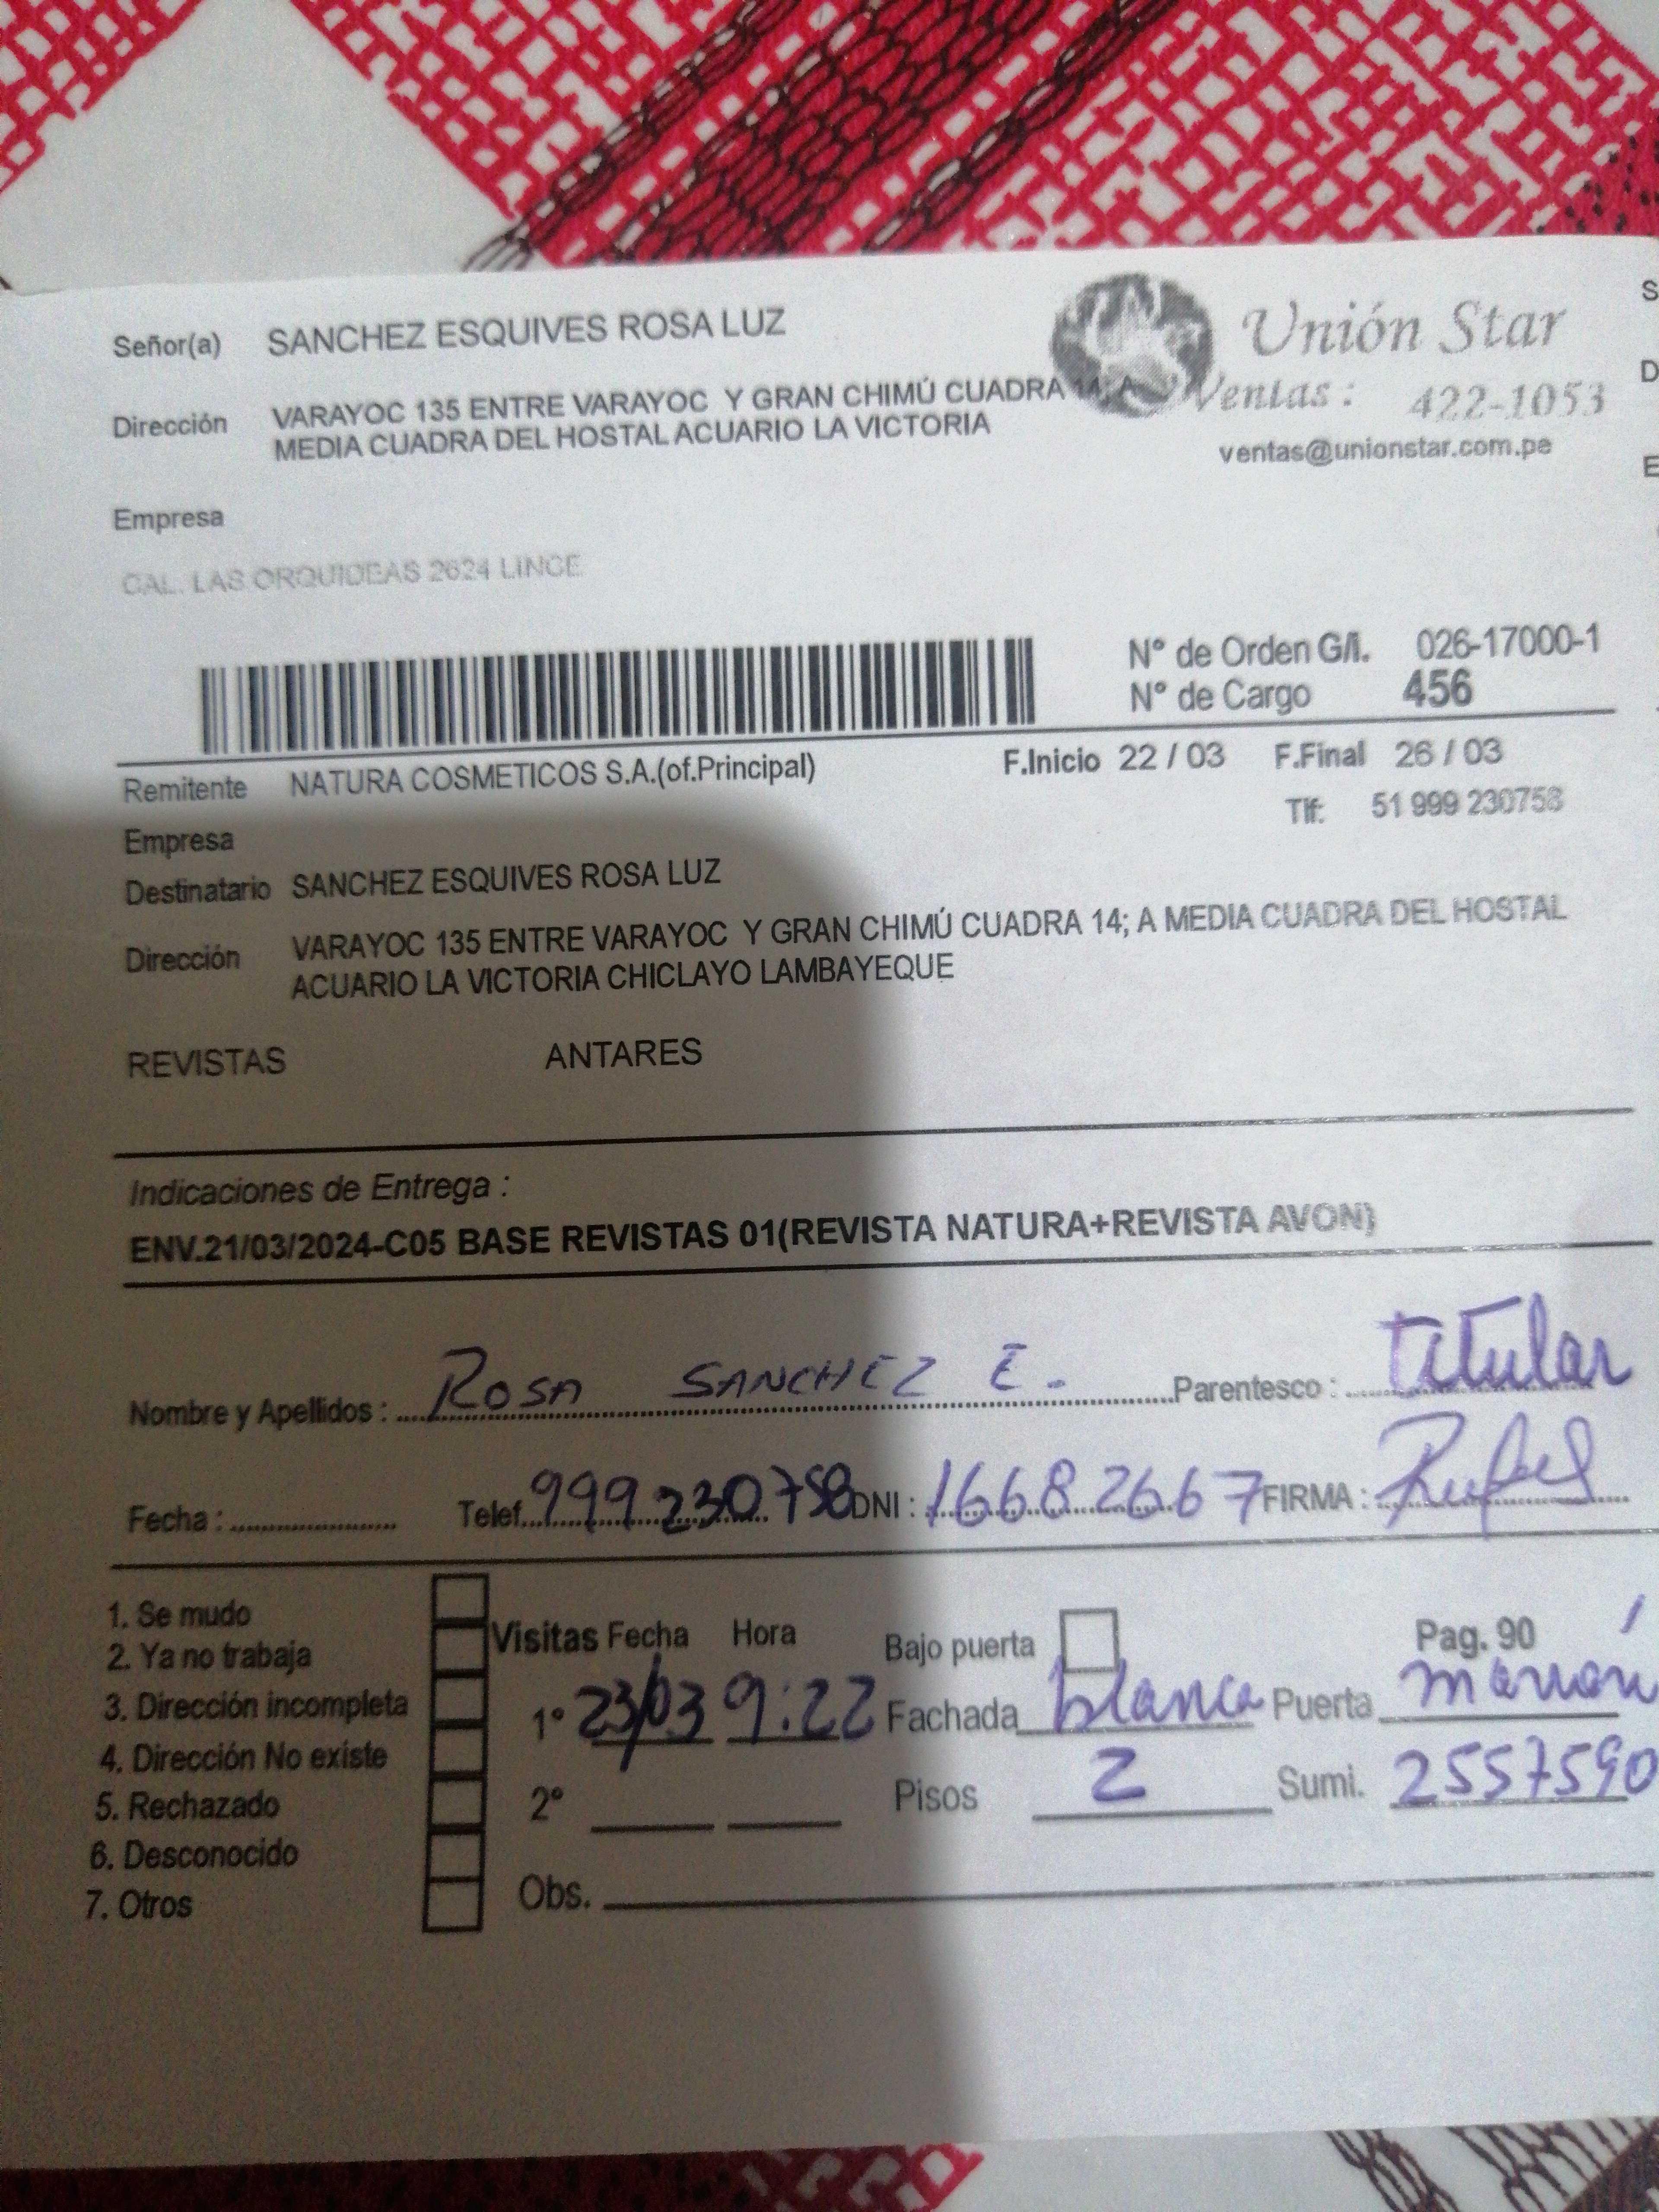 Señor(a) SANCHEZ ESQUIVES ROSA LUZ
Unión Star
Dirección VARAYOC 135 ENTRE VARAYOC Y GRAN CHIMÚ CUADRA 14; A
MEDIA CUADRA DEL HOSTAL ACUARIO LA VICTORIA
Ventas : 422-1053
ventas@unionstar.com.pe
Empresa
CAL. LAS ORQUIDEAS 2624 LINCE
N° de Orden G/I. 026-17000-1
N° de Cargo 456
Remitente NATURA COSMETICOS S.A.(of.Principal) F.Inicio 22 / 03 F.Final 26 / 03
Tlf: 51 999 230758
Empresa
Destinatario SANCHEZ ESQUIVES ROSA LUZ
Dirección VARAYOC 135 ENTRE VARAYOC Y GRAN CHIMÚ CUADRA 14; A MEDIA CUADRA DEL HOSTAL
ACUARIO LA VICTORIA CHICLAYO LAMBAYEQUE
REVISTAS ANTARES
Indicaciones de Entrega :
ENV.21/03/2024-C05 BASE REVISTAS 01(REVISTA NATURA+REVISTA AVON)
Nombre y Apellidos : ROSA SANCHEZ E. Parentesco : titular
Fecha : Telef. 999230758 DNI : 16682667 FIRMA :
1. Se mudo
2. Ya no trabaja
3. Dirección incompleta
4. Dirección No existe
5. Rechazado
6. Desconocido
7. Otros
Visitas Fecha Hora Bajo puerta Pag. 90
1° 23/03 9:22 Fachada blanca Puerta marrón
2° Pisos 2 Sumi. 2557590
Obs.